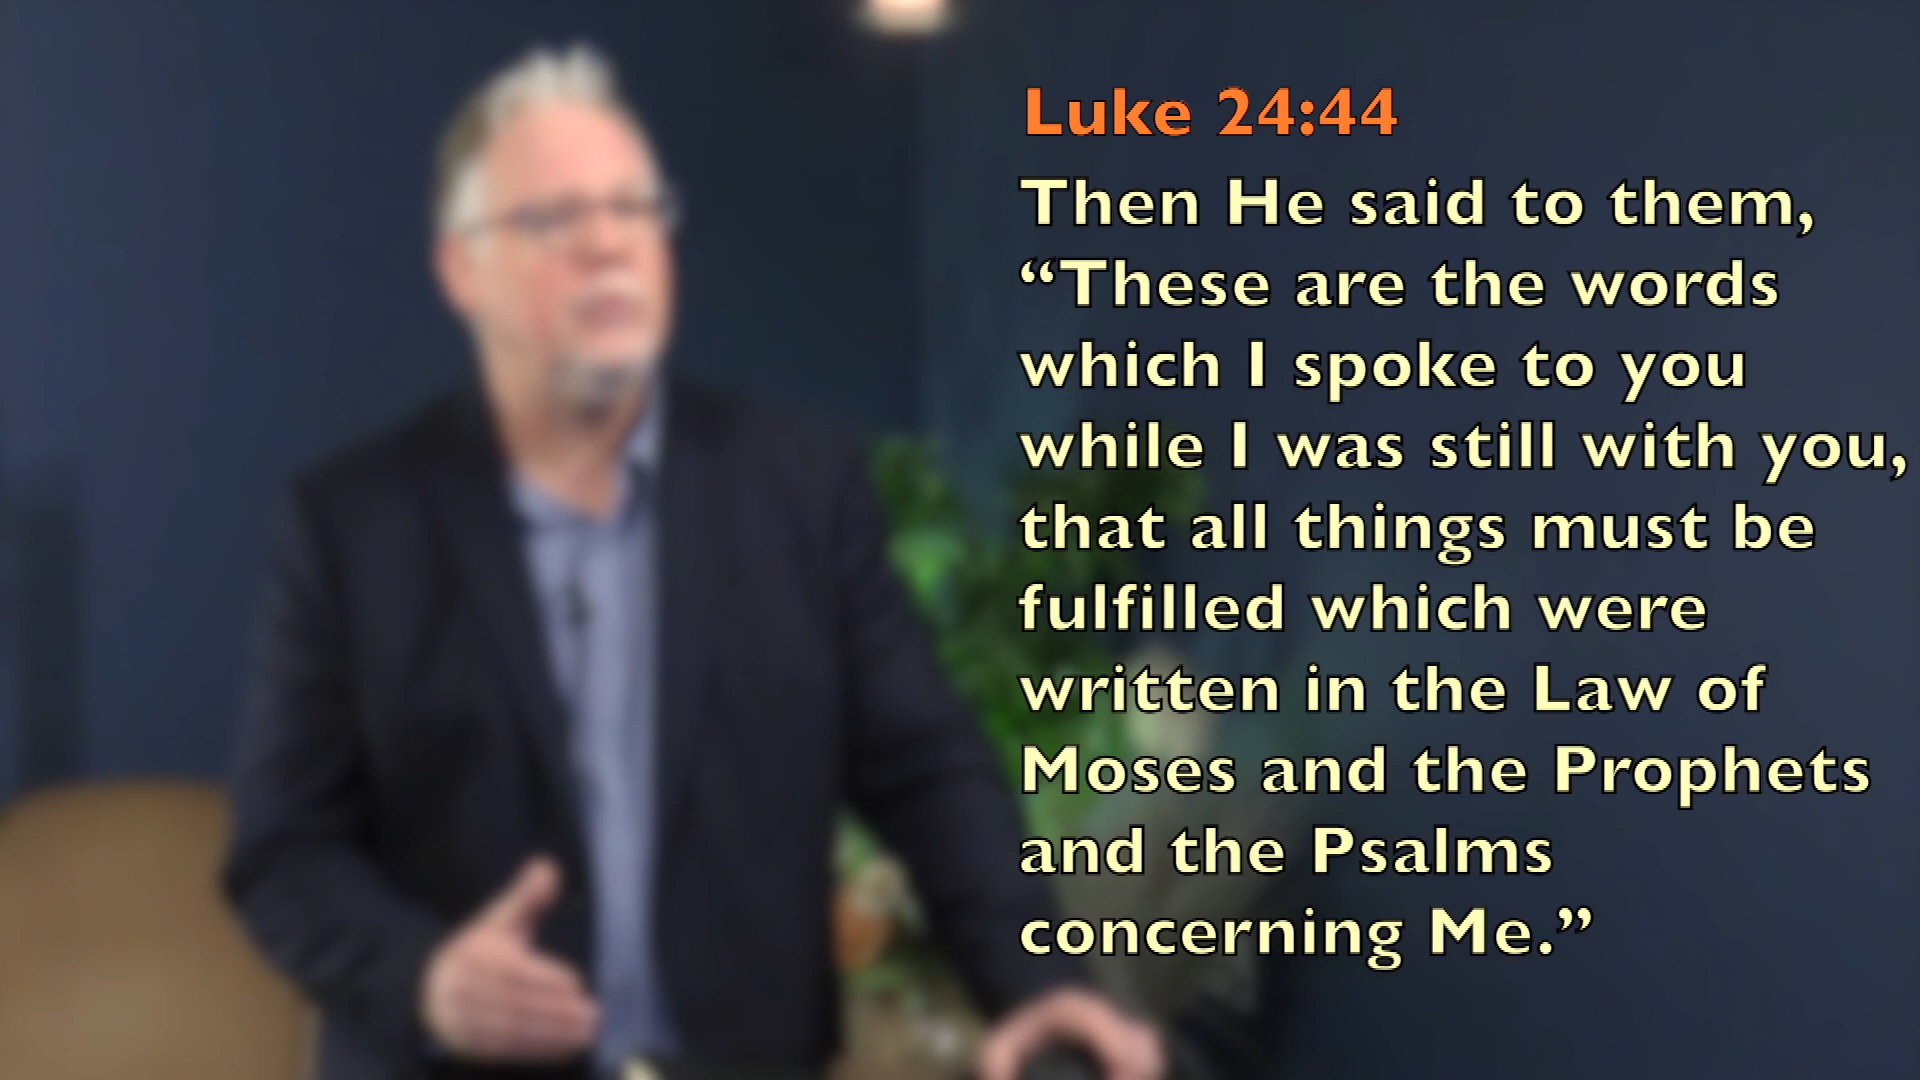 Luke 24:44
Then He said to them,
“These are the words
which I spoke to you
while I was still with you,
that all things must be
fulfilled which were
written in the Law of
Moses and the Prophets
and the Psalms
concerning Me.”